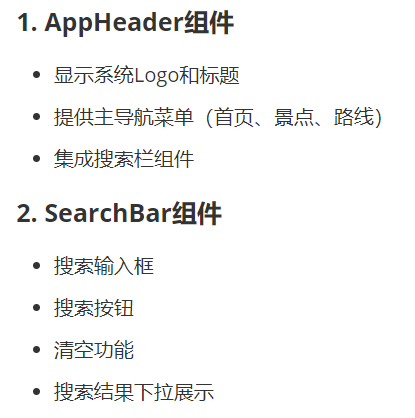 1. AppHeader组件
• 显示系统Logo和标题
• 提供主导航菜单（首页、景点、路线）
• 集成搜索栏组件
2. SearchBar组件
• 搜索输入框
• 搜索按钮
• 清空功能
• 搜索结果下拉展示